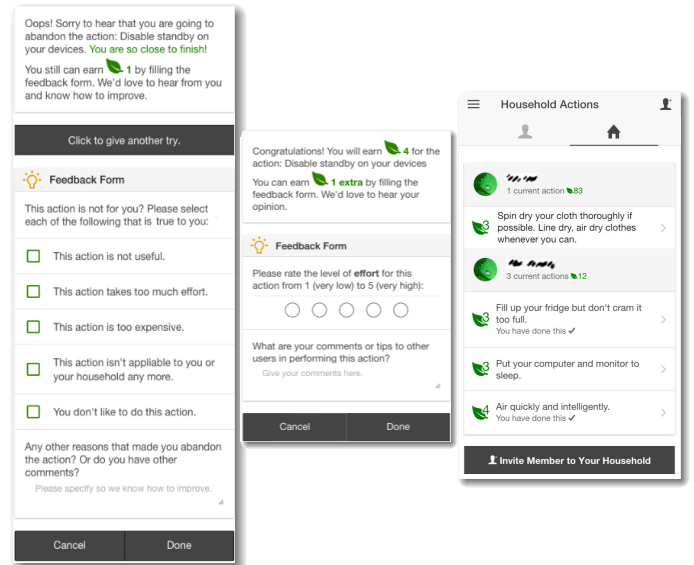 Oops! Sorry to hear that you are going to
abandon the action: Disable standby on
your devices. You are so close to finish!
You still can earn 1 by filling the
feedback form. We'd love to hear from you
and know how to improve.
Click to give another try.
Feedback Form
This action is not for you? Please select
each of the following that is true to you:
This action is not useful.
This action takes too much effort.
This action is too expensive.
This action isn't appliable to you or
your household any more.
You don't like to do this action.
Any other reasons that made you abandon
the action? Or do you have other
comments?
Please specify so we know how to improve.
Cancel Done
Congratulations! You will earn 4 for the
action: Disable standby on your devices
You can earn 1 extra by filling the
feedback form. We'd love to hear your
opinion.
Feedback Form
Please rate the level of effort for this
action from 1 (very low) to 5 (very high):
What are your comments or tips to other
users in performing this action?
Give your comments here.
Cancel Done
Household Actions
1 current action 83
3 Spin dry your cloth thoroughly if
possible. Line dry, air dry clothes
whenever you can.
3 current actions 12
3 Fill up your fridge but don't cram it
too full.
You have done this ✓
3 Put your computer and monitor to
sleep.
4 Air quickly and intelligently.
You have done this ✓
Invite Member to Your Household